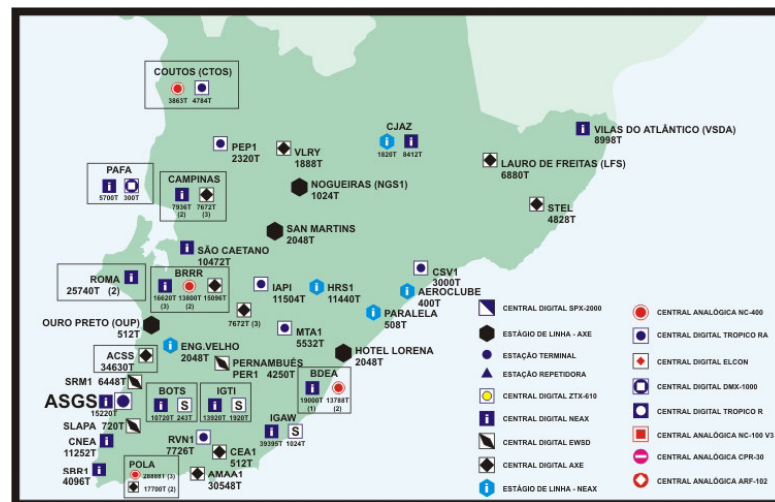 COUTOS (CTOS)
3863T 4784T
PEP1
2320T
VLRY
1888T
CJAZ
1820T 8412T
VILAS DO ATLÂNTICO (VSDA)
8998T
LAURO DE FREITAS (LFS)
6880T
PAFA
5700T 300T
CAMPINAS
7936T 7672T
(2) (3)
NOGUEIRAS (NGS1)
1024T
STEL
4828T
SAN MARTINS
2048T
SÃO CAETANO
10472T
ROMA
25740T (2)
BRRR
16620T 13800T 15096T
(3) (2)
IAPI
11504T
HRS1
11440T
CSV1
3000T
AEROCLUBE
400T
PARALELA
508T
7672T (3)
OURO PRETO (OUP)
512T
MTA1
5532T
ENG.VELHO
2048T
HOTEL LORENA
2048T
ACSS
34630T
PERNAMBUÉS
PER1 4250T
SRM1 6448T
BOTS
10720T 243T
IGTI
13920T 1920T
BDEA
19000T 13788T
(1) (2)
ASGS
15220T
SLAPA 720T
IGAW
39395T 1024T
CNEA
11252T
RVN1
7726T
CEA1
512T
SBR1
4096T
POLA
28888T (3)
17700T (2)
AMAA1
30548T
CENTRAL DIGITAL SPX-2000
ESTÁGIO DE LINHA - AXE
ESTAÇÃO TERMINAL
ESTAÇÃO REPETIDORA
CENTRAL DIGITAL ZTX-610
CENTRAL DIGITAL NEAX
CENTRAL DIGITAL EWSD
CENTRAL DIGITAL AXE
ESTÁGIO DE LINHA - NEAX
CENTRAL ANALÓGICA NC-400
CENTRAL DIGITAL TROPICO RA
CENTRAL DIGITAL ELCON
CENTRAL DIGITAL DMX-1000
CENTRAL DIGITAL TROPICO R
CENTRAL ANALÓGICA NC-100 V3
CENTRAL ANALÓGICA CPR-30
CENTRAL ANALÓGICA ARF-102